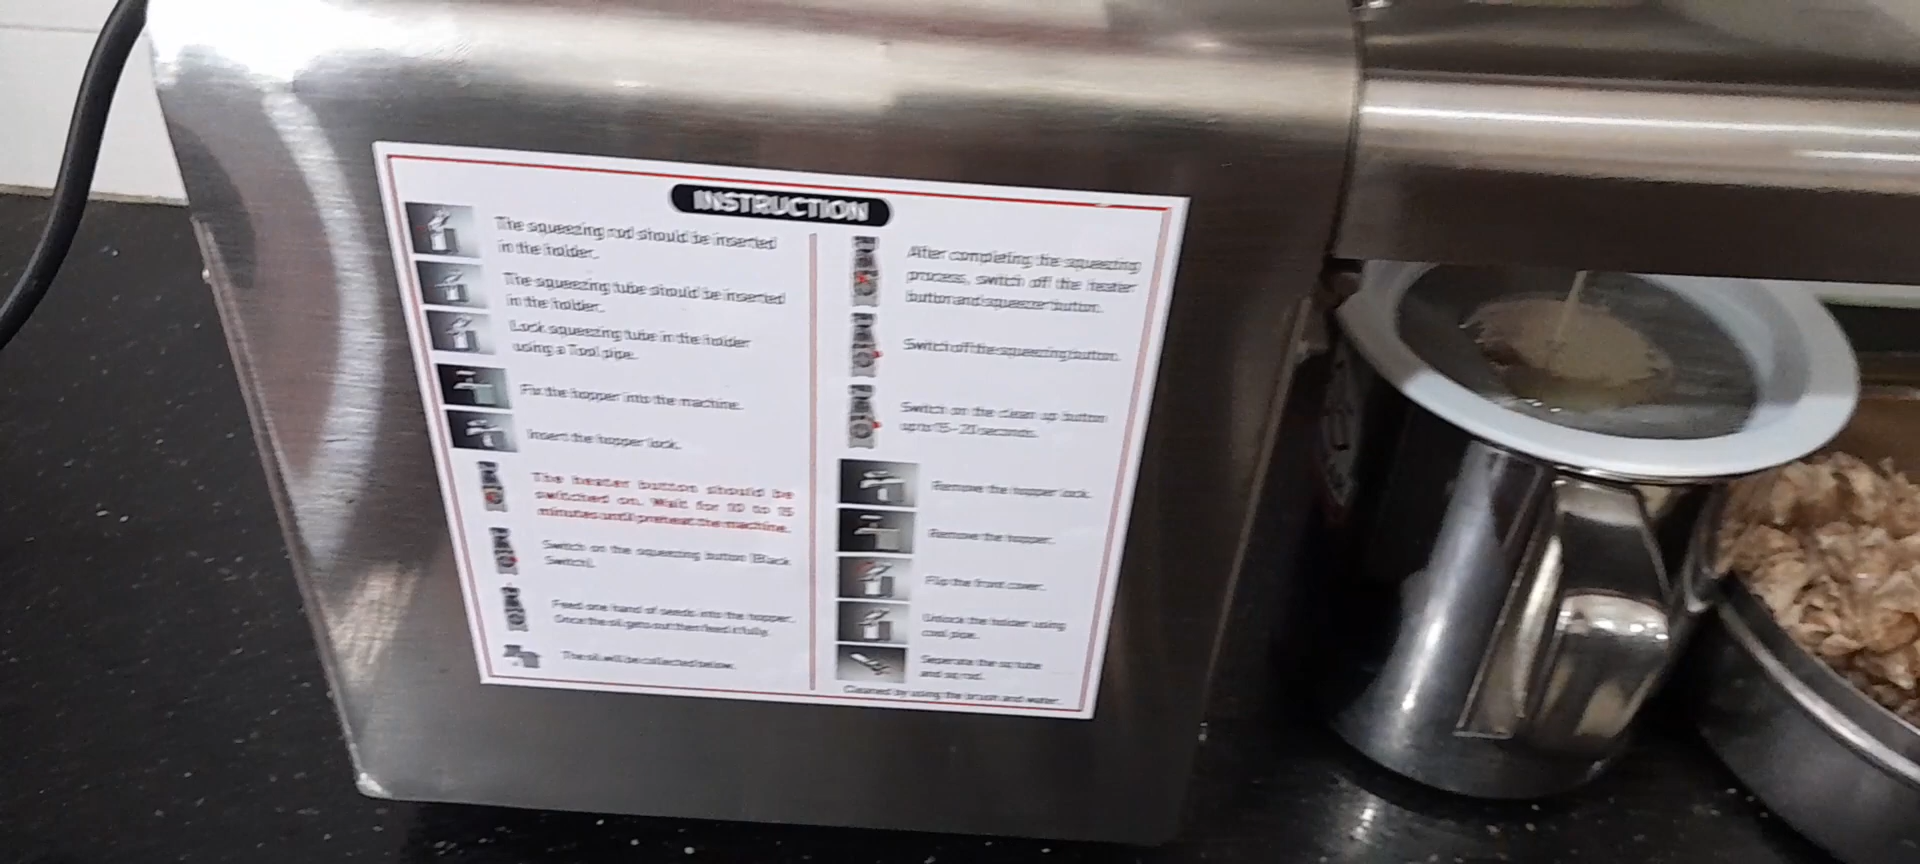 INSTRUCTION
The squeezing rod should be inserted
in the holder.
The squeezing tube should be inserted
in the holder.
Lock squeezing tube in the holder
using a Tool pipe.
Fix the hopper into the machine.
Insert the hopper lock.
The heater button should be
switched on. Wait for 10 to 15
minutes until preheat the machine.
Switch on the squeezing button (Black
Switch).
Feed one hand of seeds into the hopper.
Once the oil gets out then feed it fully.
The oil will be collected below.
After completing the squeezing
process, switch off the heater
button and squeezer button.
Switch off the squeezing button.
Switch on the clean up button
upto 15- 20 seconds.
Remove the hopper lock.
Remove the hopper.
Flip the front cover.
Unlock the holder using
tool pipe.
Seperate the sq tube
and sq rod.
Cleaned by using the brush and water.